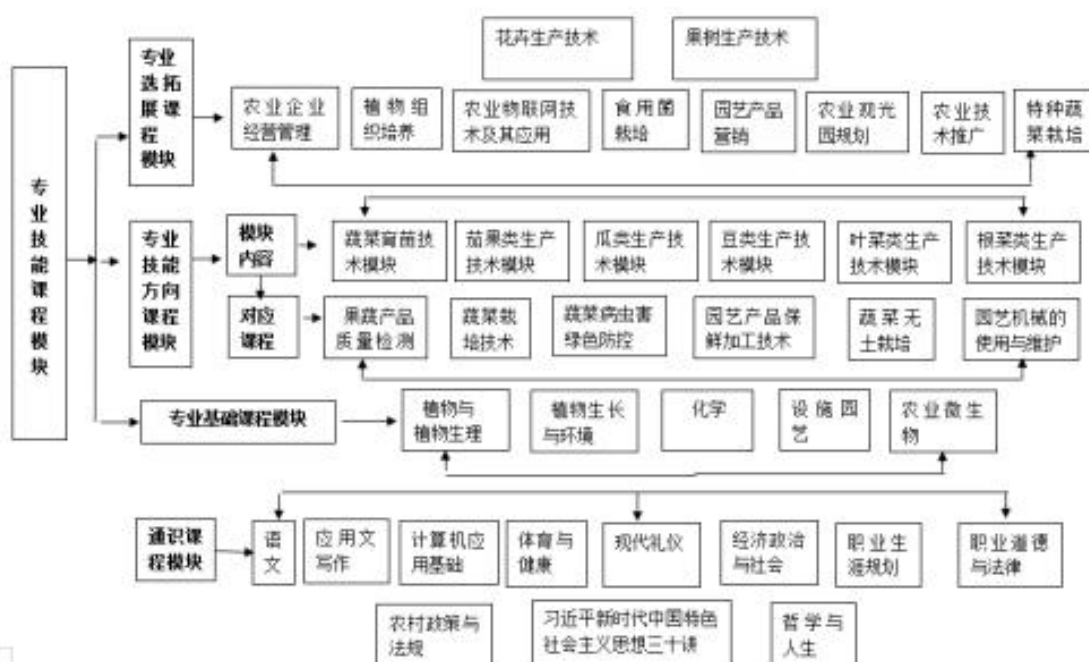 花卉生产技术
果树生产技术
专业
选拓
展课
程
模块
农业企业
经营管理
植物组
织培养
农业物联网技
术及其应用
食用菌
栽培
园艺产品
营销
农业观光
园规划
农业技
术推广
特种蔬
菜栽培
专业技能课程模块
专业
技能
方向
课程
模块
模块
内容
蔬菜育苗技
术模块
茄果类生产
技术模块
瓜类生产技
术模块
豆类生产技
术模块
叶菜类生产
技术模块
根菜类生产
技术模块
对应
课程
果蔬产品
质量检测
蔬菜栽
培技术
蔬菜病虫害
绿色防控
园艺产品保
鲜加工技术
蔬菜无
土栽培
园艺机械的
使用与维护
专业基础课程模块
植物与
植物生理
植物生长
与环境
化学
设施园
艺
农业微生
物
通识课
程模块
语
文
应用文
写作
计算机应
用基础
体育与
健康
现代礼仪
经济政治
与社会
职业生
涯规划
职业道德
与法律
农村政策与
法规
习近平新时代中国特色
社会主义思想三十讲
哲学与
人生